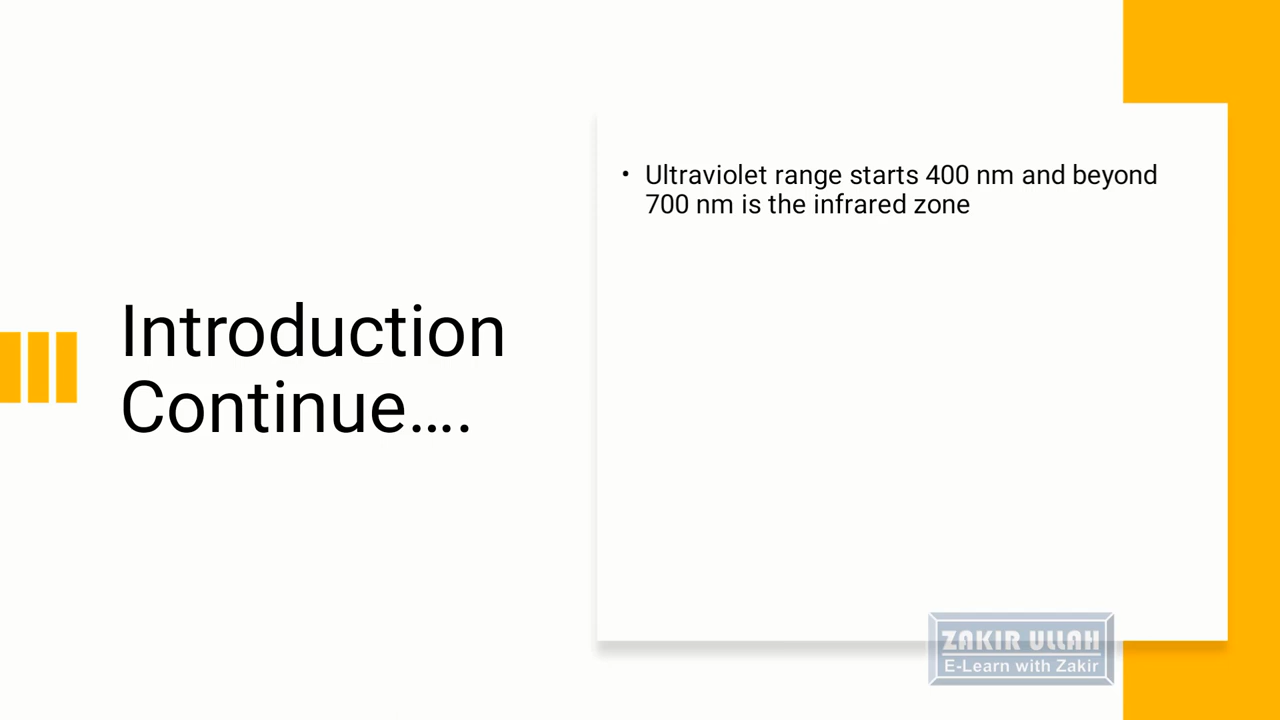 Introduction
Continue....
• Ultraviolet range starts 400 nm and beyond
700 nm is the infrared zone
ZAKIR ULLAH
E-Learn with Zakir